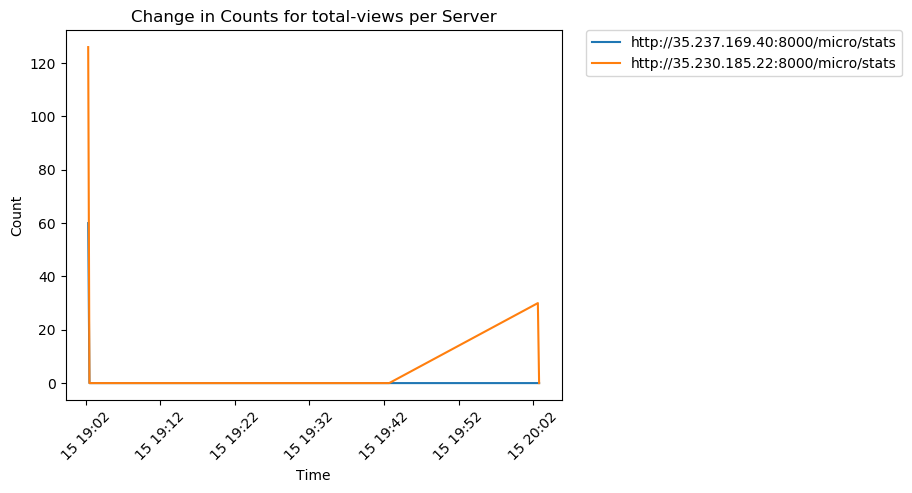 Change in Counts for total-views per Server
http://35.237.169.40:8000/micro/stats
http://35.230.185.22:8000/micro/stats
Count
120
100
80
60
40
20
0
15 19:02
15 19:12
15 19:22
15 19:32
15 19:42
15 19:52
15 20:02
Time